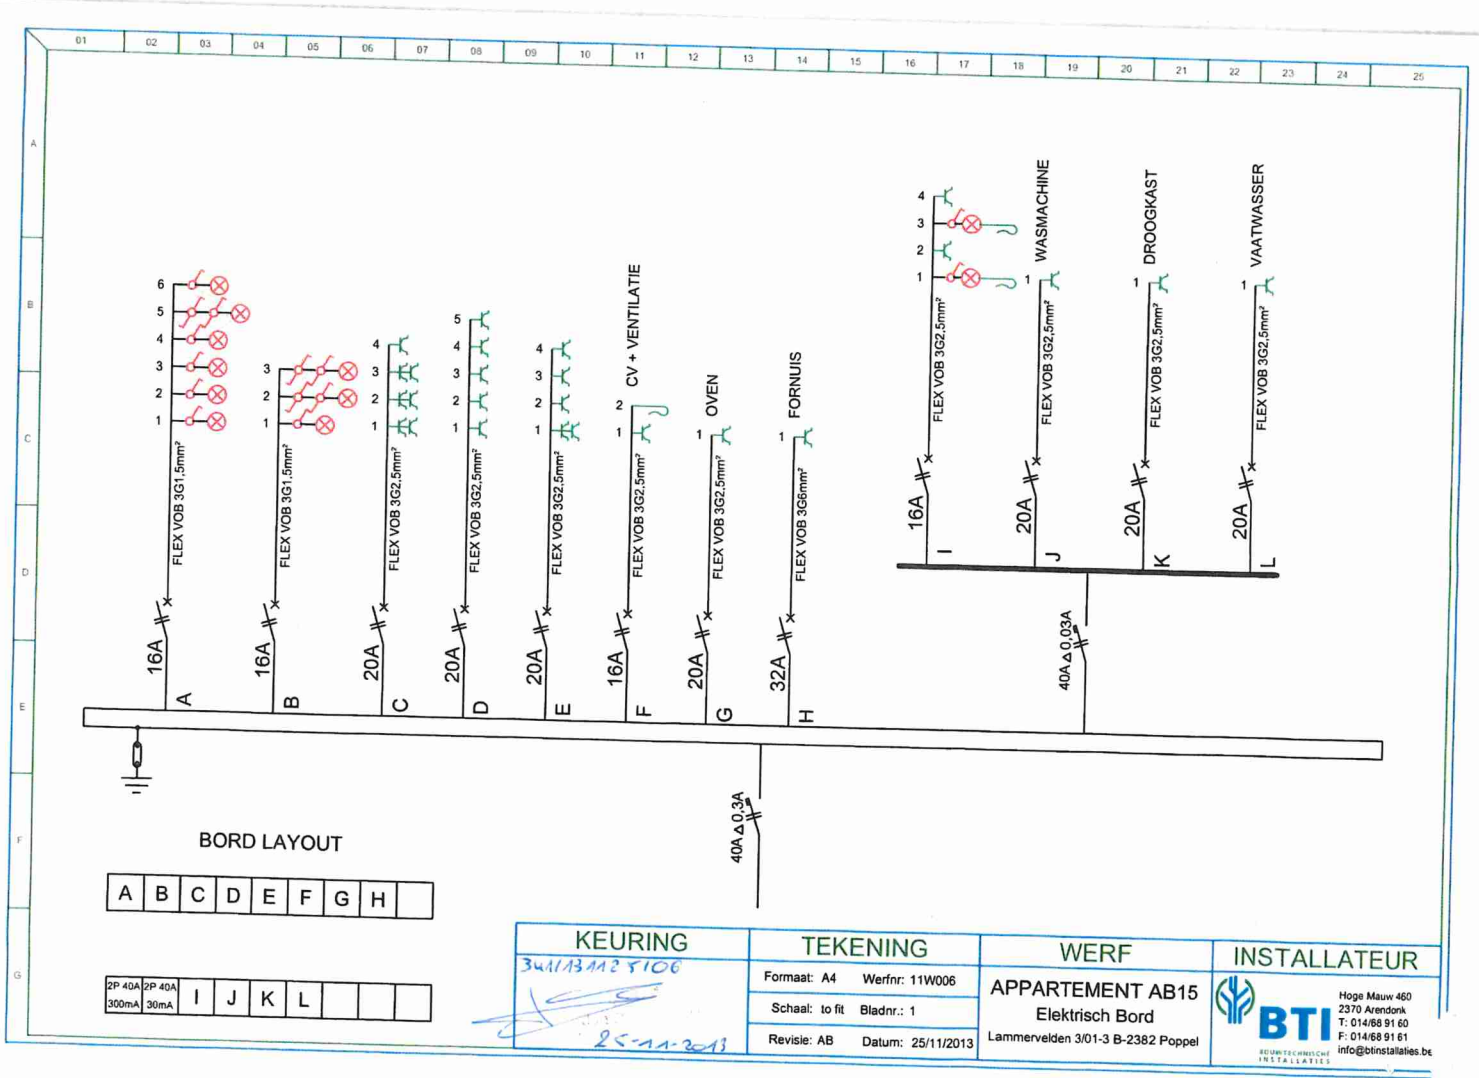 01 02 03 04 05 06 07 08 09 10 11 12 13 14 15 16 17 18 19 20 21 22 23 24 25
A
B
C
D
E
F
G
6
5
4
3
2
1
FLEX VOB 3G1,5mm²
16A
A
3
2
1
FLEX VOB 3G1,5mm²
16A
B
4
3
2
1
FLEX VOB 3G2,5mm²
20A
C
5
4
3
2
1
FLEX VOB 3G2,5mm²
20A
D
4
3
2
1
FLEX VOB 3G2,5mm²
20A
E
CV + VENTILATIE
2
1
FLEX VOB 3G2,5mm²
16A
F
OVEN
1
FLEX VOB 3G2,5mm²
20A
G
FORNUIS
1
FLEX VOB 3G6mm²
32A
H
4
3
2
1
FLEX VOB 3G2,5mm²
16A
I
WASMACHINE
1
FLEX VOB 3G2,5mm²
20A
J
DROOGKAST
1
FLEX VOB 3G2,5mm²
20A
K
VAATWASSER
1
FLEX VOB 3G2,5mm²
20A
L
40A Δ 0,03A
40A Δ 0,3A
BORD LAYOUT
A B C D E F G H
2P 40A 300mA 2P 40A 30mA I J K L
KEURING
25-11-2013
TEKENING
Formaat: A4 Werfnr: 11W006
Schaal: to fit Bladnr.: 1
Revisie: AB Datum: 25/11/2013
WERF
APPARTEMENT AB15
Elektrisch Bord
Lammervelden 3/01-3 B-2382 Poppel
INSTALLATEUR
BTI
BOUWTECHNISCHE
INSTALLATIES
Hoge Mauw 460
2370 Arendonk
T: 014/68 91 60
F: 014/68 91 61
info@btinstallaties.be